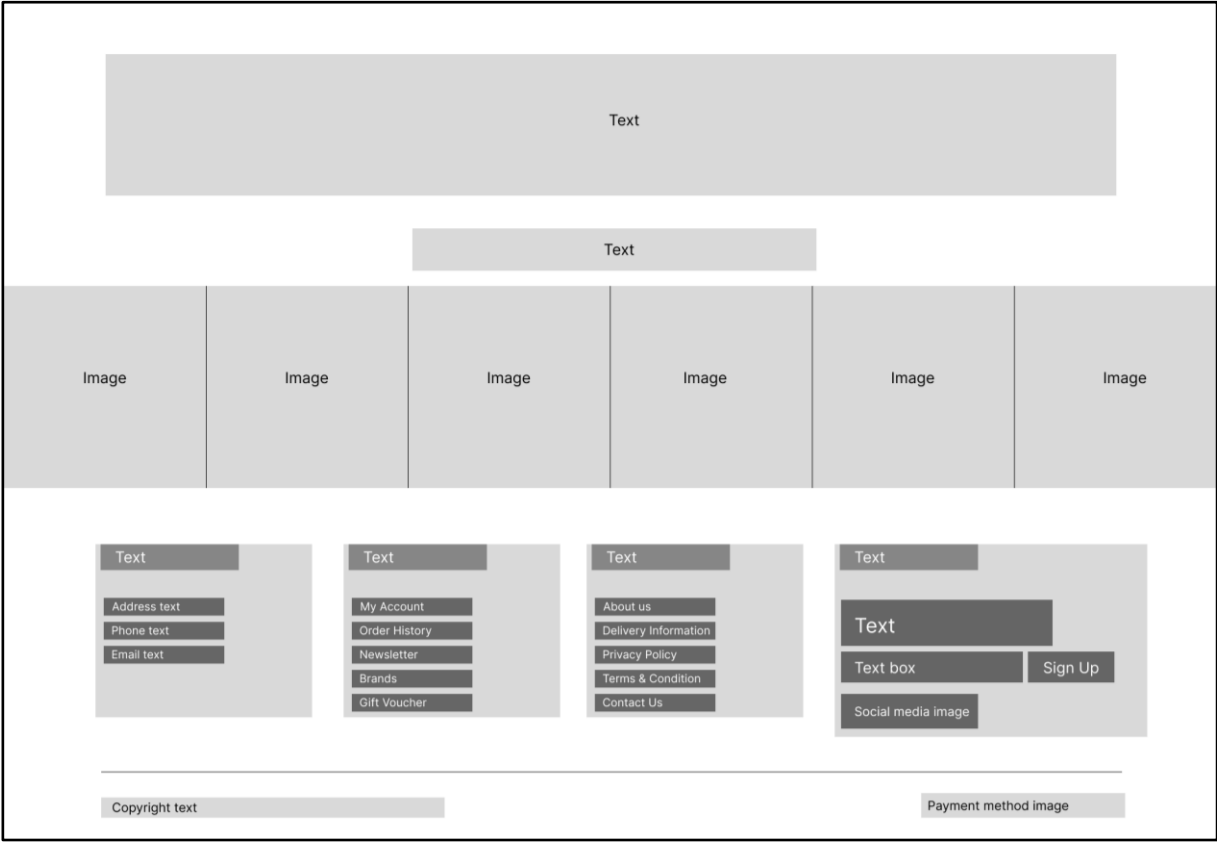 Text
Text
Image
Image
Image
Image
Image
Image
Text
Address text
Phone text
Email text
Text
My Account
Order History
Newsletter
Brands
Gift Voucher
Text
About us
Delivery Information
Privacy Policy
Terms & Condition
Contact Us
Text
Text
Text box
Sign Up
Social media image
Copyright text
Payment method image